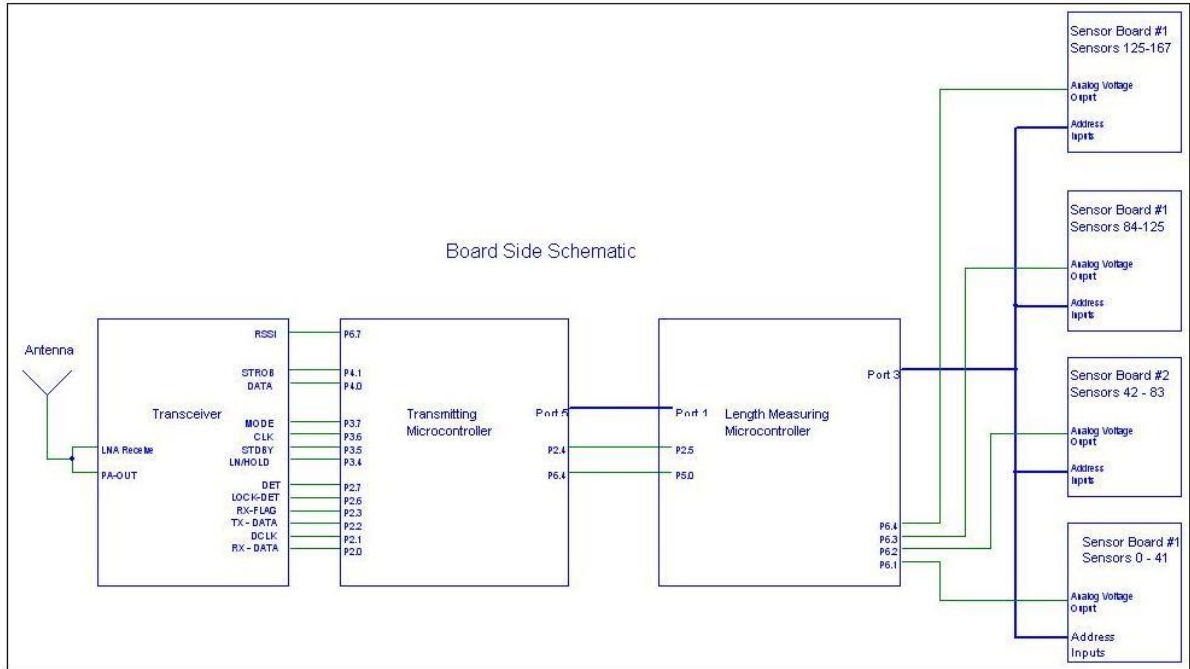 Board Side Schematic
Antenna
Transceiver
LNA Receive
PA-OUT
RSSI
STROB
DATA
MODE
CLK
STDBY
LN/HOLD
DET
LOCK-DET
RX-FLAG
TX - DATA
DCLK
RX - DATA
P6.7
P4.1
P4.0
P3.7
P3.6
P3.5
P3.4
P2.7
P2.6
P2.3
P2.2
P2.1
P2.0
Transmitting
Microcontroller
Port 5
P2.4
P6.4
Port 1
P2.5
P5.0
Length Measuring
Microcontroller
Port 3
P6.4
P6.3
P6.2
P6.1
Sensor Board #1
Sensors 125-167
Analog Voltage
Output
Address
Inputs
Sensor Board #1
Sensors 84-125
Analog Voltage
Output
Address
Inputs
Sensor Board #2
Sensors 42 - 83
Analog Voltage
Output
Address
Inputs
Sensor Board #1
Sensors 0 - 41
Analog Voltage
Output
Address
Inputs